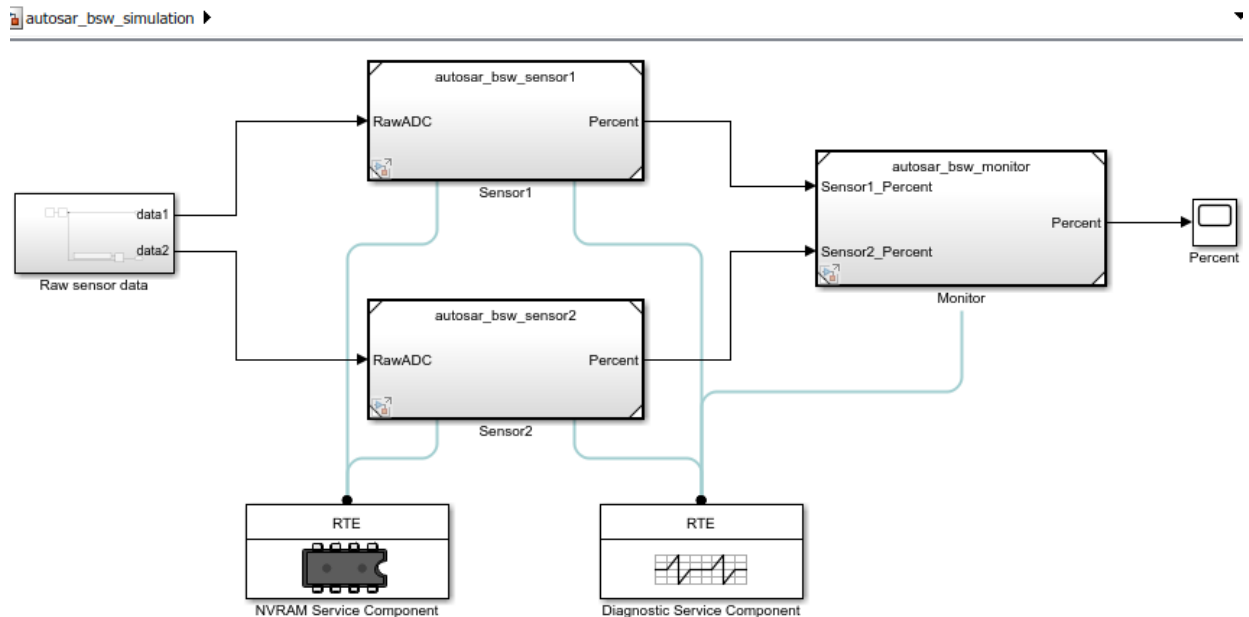 autosar_bsw_simulation
autosar_bsw_sensor1
RawADC
Percent
Sensor1
data1
data2
Raw sensor data
autosar_bsw_monitor
Sensor1_Percent
Sensor2_Percent
Percent
Monitor
Percent
autosar_bsw_sensor2
RawADC
Percent
Sensor2
RTE
NVRAM Service Component
RTE
Diagnostic Service Component